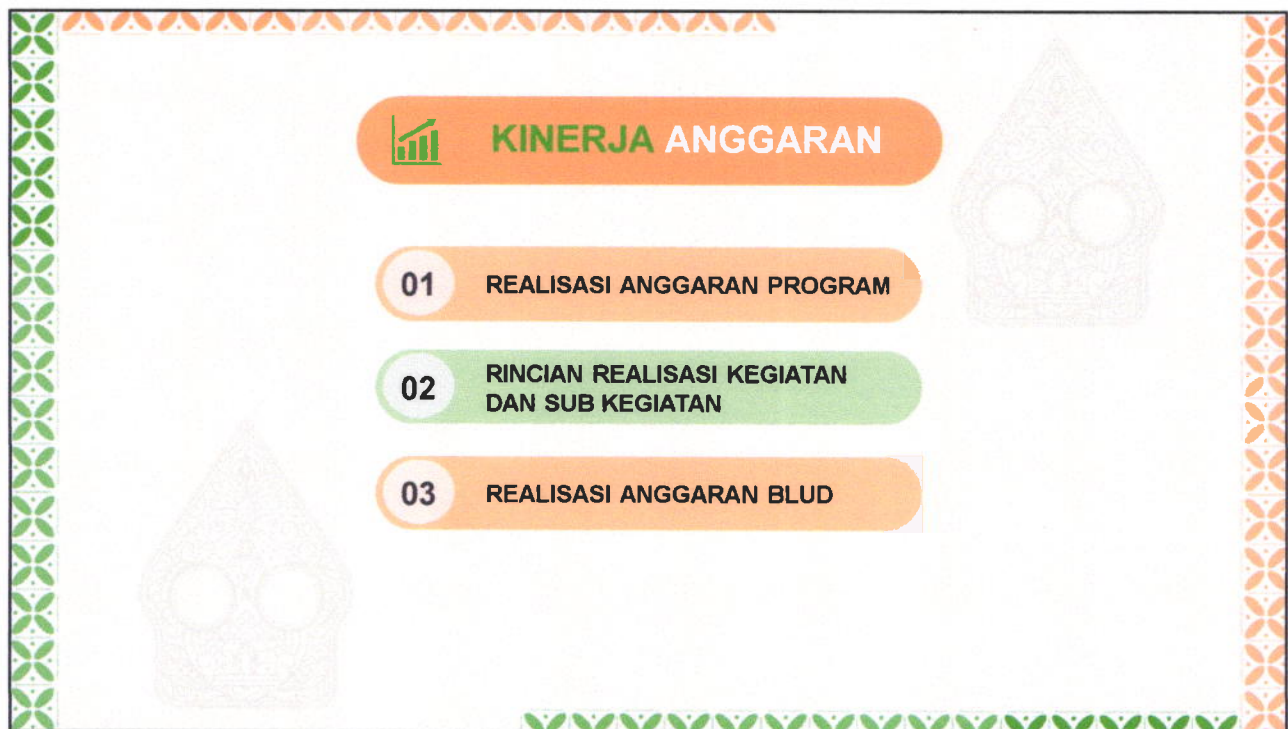 KINERJA ANGGARAN
01 REALISASI ANGGARAN PROGRAM
02 RINCIAN REALISASI KEGIATAN
DAN SUB KEGIATAN
03 REALISASI ANGGARAN BLUD